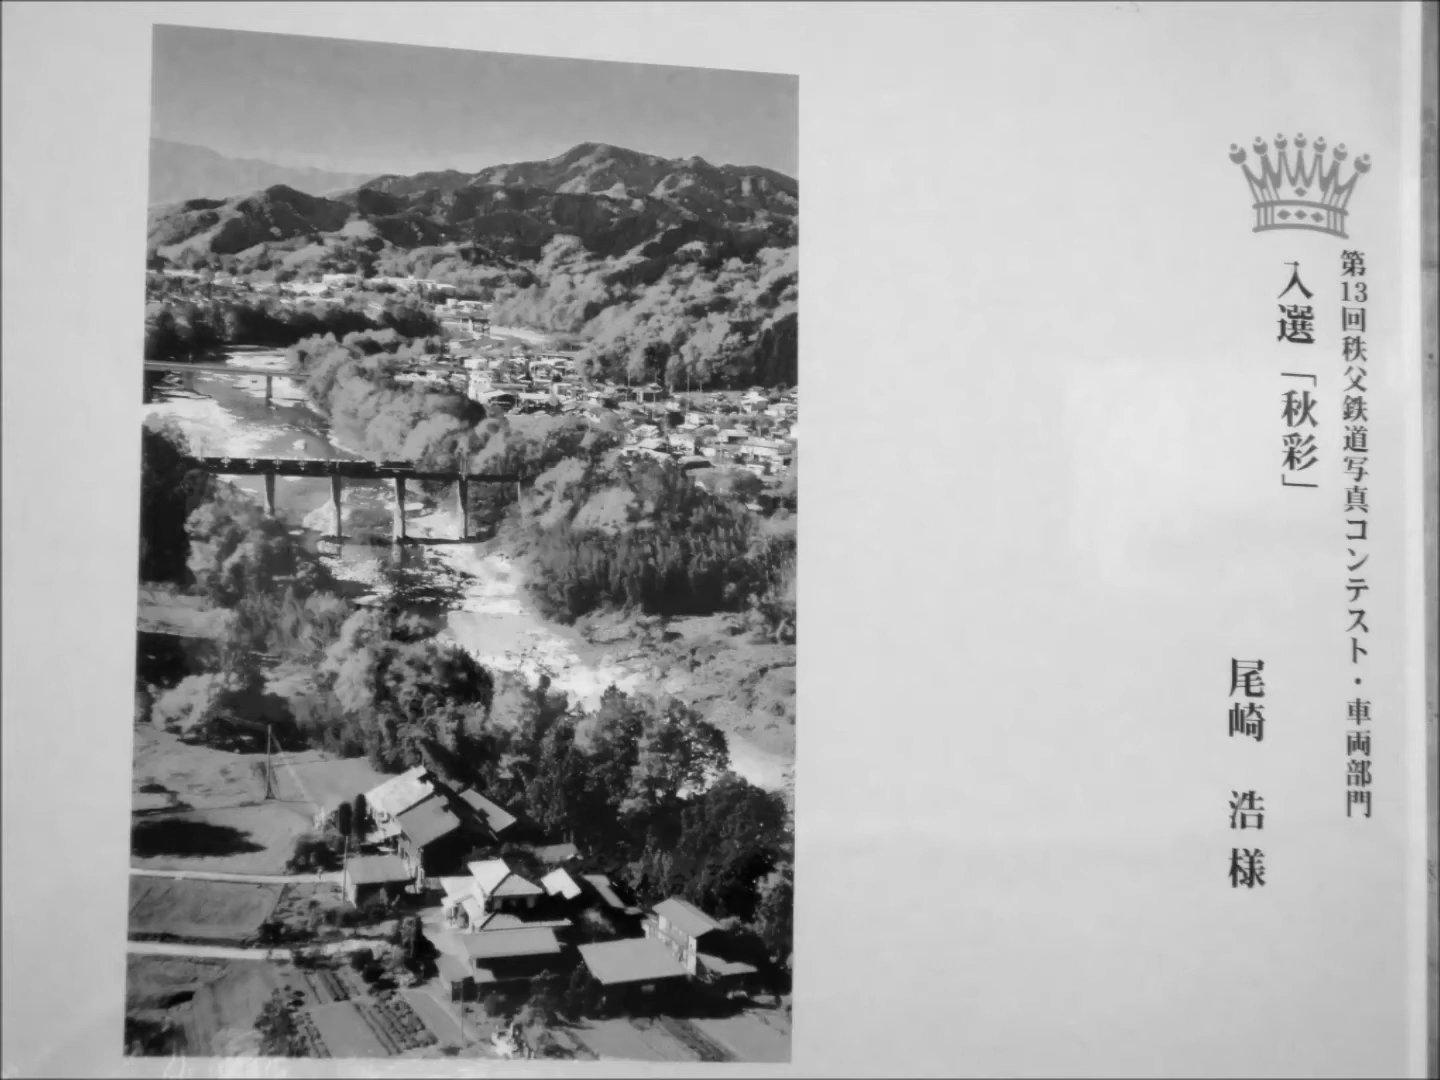 第13回秩父鉄道写真コンテスト・車両部門
入選「秋彩」
尾崎 浩様